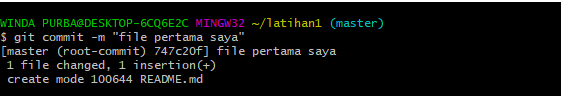 WINDA PURBA@DESKTOP-6CQ6E2C MINGW32 ~/latihan1 (master)
$ git commit -m "file pertama saya"
[master (root-commit) 747c20f] file pertama saya
 1 file changed, 1 insertion(+)
 create mode 100644 README.md